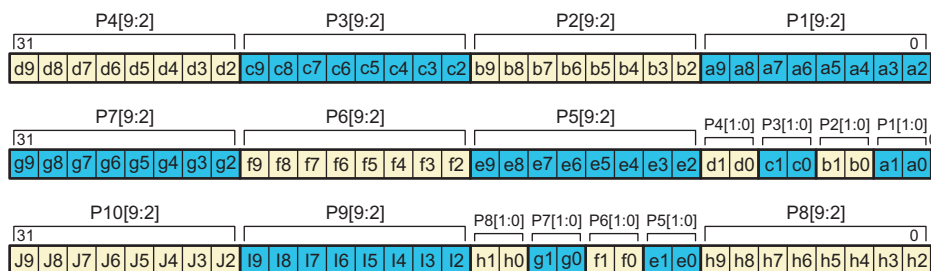 P4[9:2] P3[9:2] P2[9:2] P1[9:2]
31 0
d9 d8 d7 d6 d5 d4 d3 d2 c9 c8 c7 c6 c5 c4 c3 c2 b9 b8 b7 b6 b5 b4 b3 b2 a9 a8 a7 a6 a5 a4 a3 a2
P7[9:2] P6[9:2] P5[9:2] P4[1:0] P3[1:0] P2[1:0] P1[1:0]
31
g9 g8 g7 g6 g5 g4 g3 g2 f9 f8 f7 f6 f5 f4 f3 f2 e9 e8 e7 e6 e5 e4 e3 e2 d1 d0 c1 c0 b1 b0 a1 a0
P10[9:2] P9[9:2] P8[1:0] P7[1:0] P6[1:0] P5[1:0] P8[9:2]
31 0
J9 J8 J7 J6 J5 J4 J3 J2 I9 I8 I7 I6 I5 I4 I3 I2 h1 h0 g1 g0 f1 f0 e1 e0 h9 h8 h7 h6 h5 h4 h3 h2